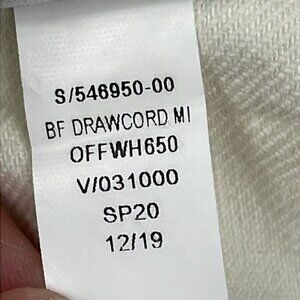 S/546950-00
BF DRAWCORD MI
OFFWH650
V/031000
SP20
12/19